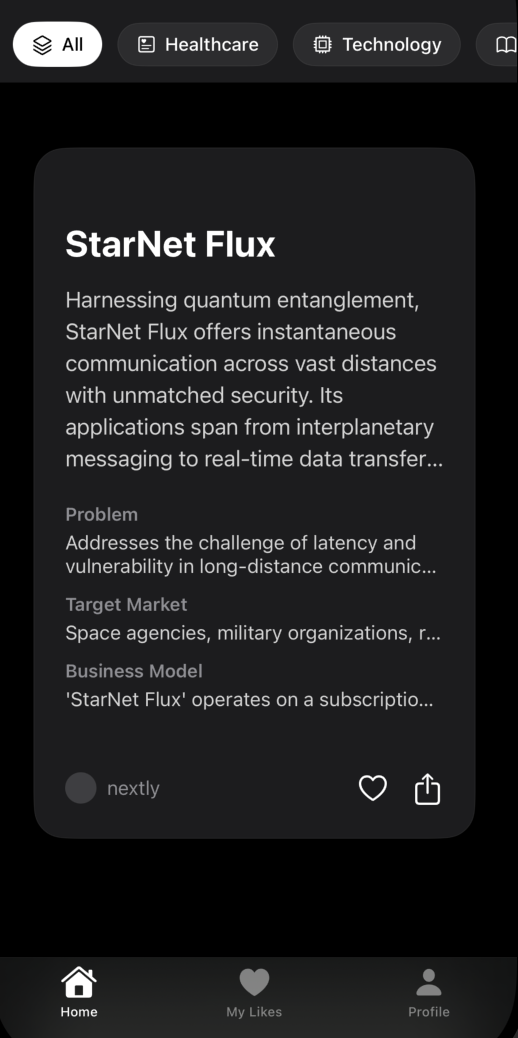 All
Healthcare
Technology
StarNet Flux
Harnessing quantum entanglement,
StarNet Flux offers instantaneous
communication across vast distances
with unmatched security. Its
applications span from interplanetary
messaging to real-time data transfer...
Problem
Addresses the challenge of latency and
vulnerability in long-distance communic...
Target Market
Space agencies, military organizations, r...
Business Model
'StarNet Flux' operates on a subscriptio...
nextly
Home
My Likes
Profile